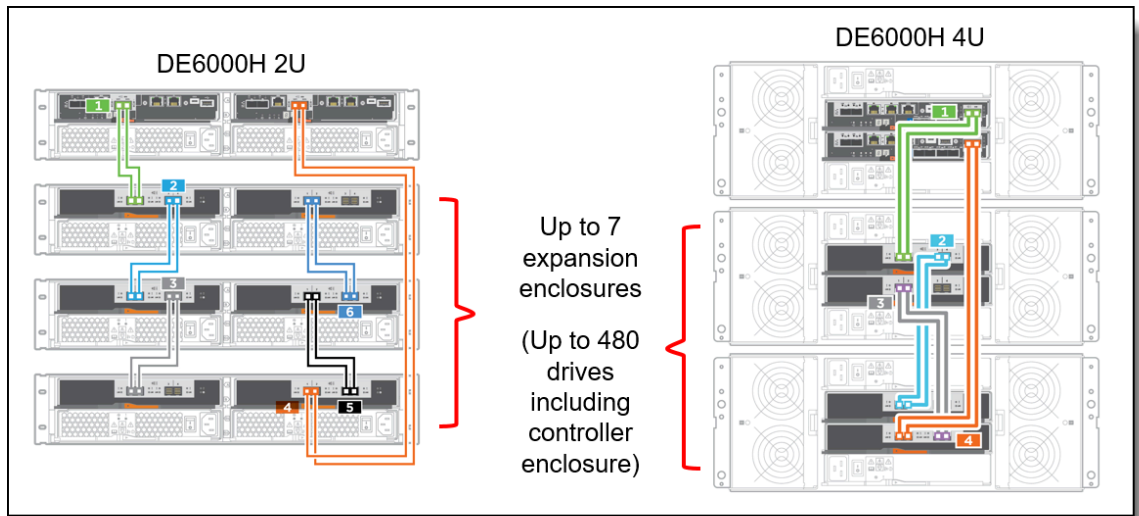 DE6000H 2U
1
2
3
6
4
5
Up to 7
expansion
enclosures
(Up to 480
drives
including
controller
enclosure)
DE6000H 4U
1
2
3
4